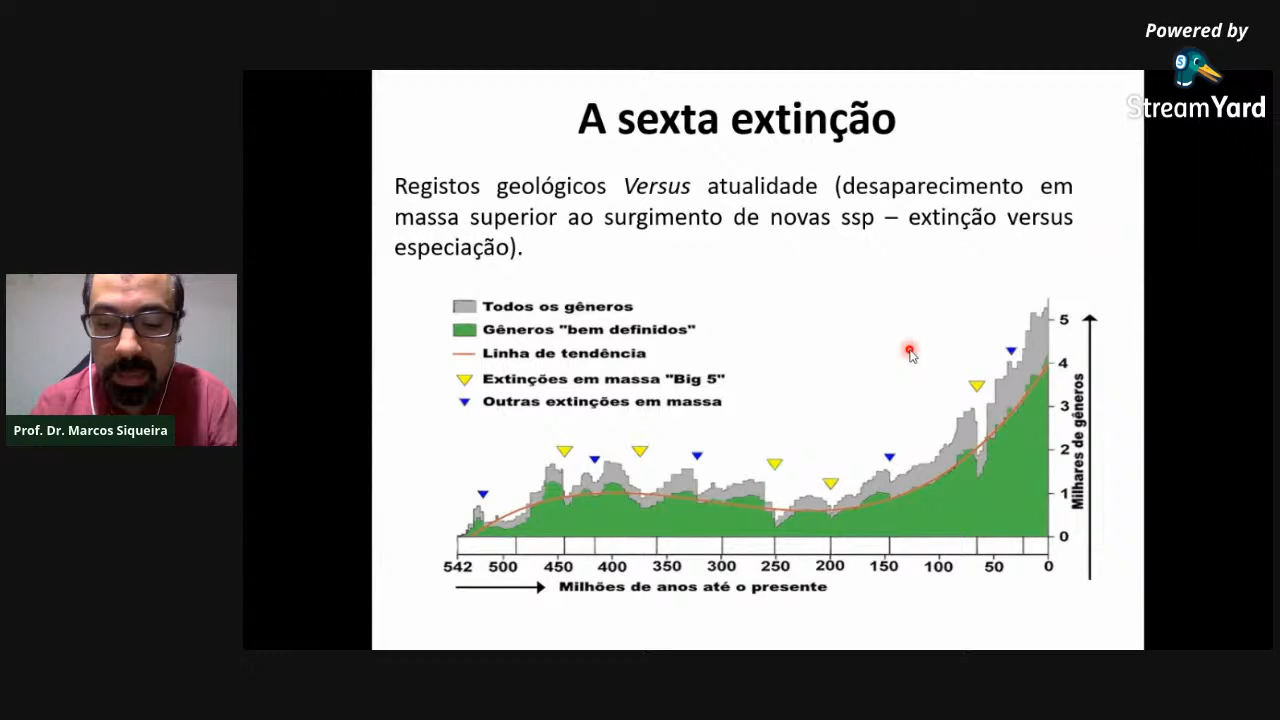 Powered by
StreamYard
A sexta extinção
Registos geológicos Versus atualidade (desaparecimento em
massa superior ao surgimento de novas ssp – extinção versus
especiação).
Todos os gêneros
Gêneros "bem definidos"
Linha de tendência
Extinções em massa "Big 5"
Outras extinções em massa
5
4
3
2
1
0
Milhares de gêneros
542 500 450 400 350 300 250 200 150 100 50 0
Milhões de anos até o presente
Prof. Dr. Marcos Siqueira